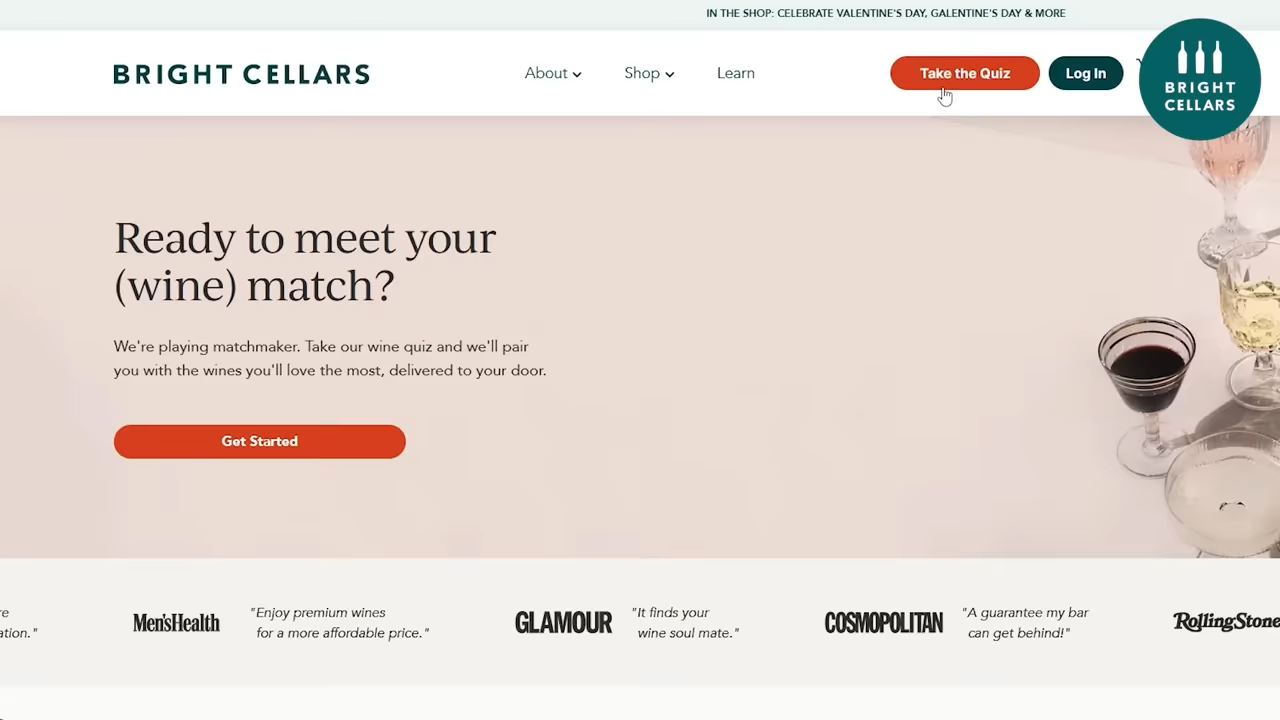 IN THE SHOP: CELEBRATE VALENTINE'S DAY, GALENTINE'S DAY & MORE
BRIGHT CELLARS
About
Shop
Learn
Take the Quiz
Log In
BRIGHT
CELLARS
Ready to meet your
(wine) match?
We're playing matchmaker. Take our wine quiz and we'll pair
you with the wines you'll love the most, delivered to your door.
Get Started
ation."
Men'sHealth
"Enjoy premium wines
for a more affordable price."
GLAMOUR
"It finds your
wine soul mate."
COSMOPOLITAN
"A guarantee my bar
can get behind!"
RollingStone